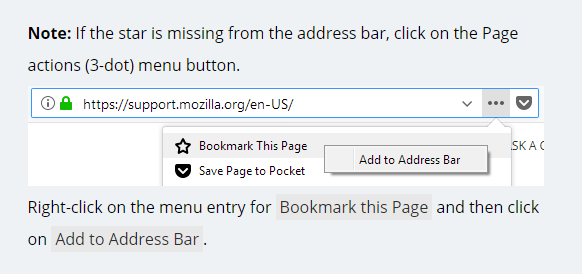 Note: If the star is missing from the address bar, click on the Page
actions (3-dot) menu button.
https://support.mozilla.org/en-US/
Bookmark This Page
Add to Address Bar
SK A
Save Page to Pocket
Right-click on the menu entry for Bookmark this Page and then click
on Add to Address Bar.